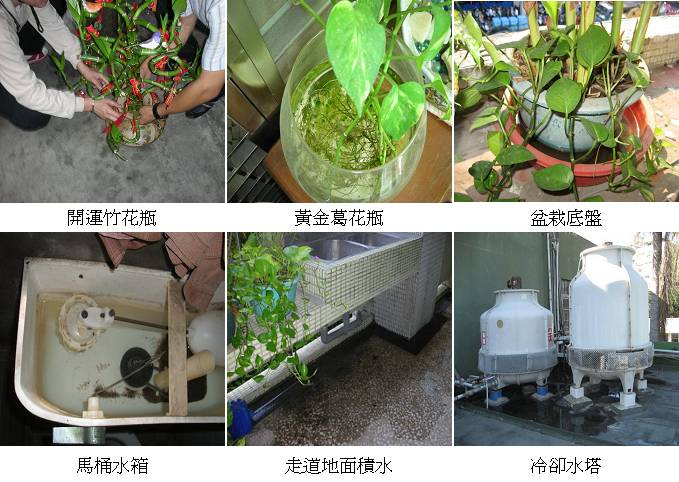 開運竹花瓶
黃金葛花瓶
盆栽底盤
馬桶水箱
走道地面積水
冷卻水塔